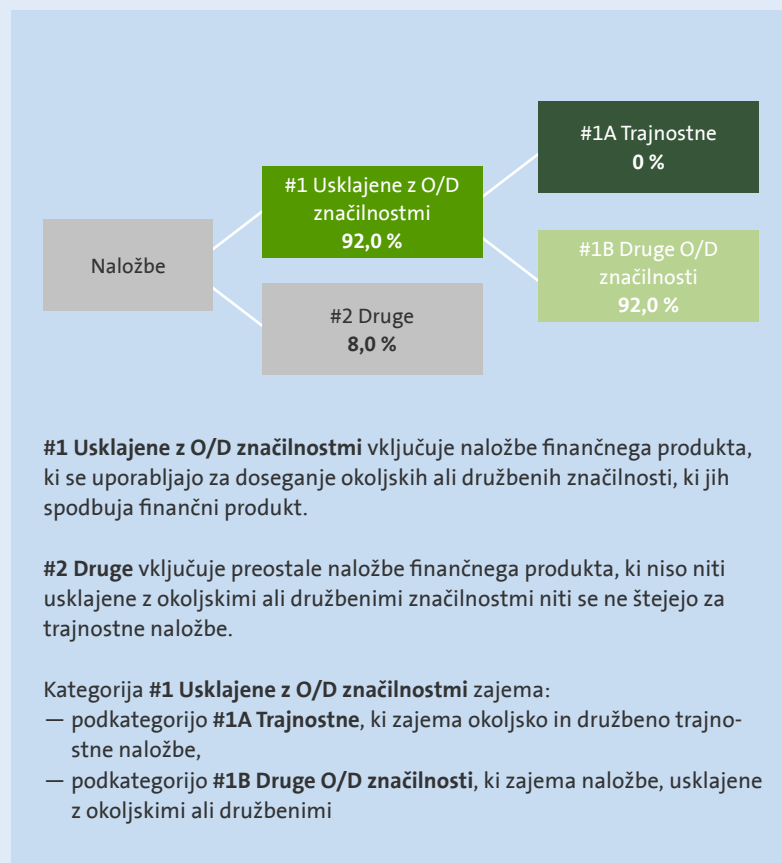 #1A Trajnostne
0 %
#1 Usklajene z O/D
značilnostmi
92,0 %
Naložbe
#1B Druge O/D
značilnosti
92,0 %
#2 Druge
8,0 %
#1 Usklajene z O/D značilnostmi vključuje naložbe finančnega produkta,
ki se uporabljajo za doseganje okoljskih ali družbenih značilnosti, ki jih
spodbuja finančni produkt.
#2 Druge vključuje preostale naložbe finančnega produkta, ki niso niti
usklajene z okoljskimi ali družbenimi značilnostmi niti se ne štejejo za
trajnostne naložbe.
Kategorija #1 Usklajene z O/D značilnostmi zajema:
— podkategorijo #1A Trajnostne, ki zajema okoljsko in družbeno trajno-
stne naložbe,
— podkategorijo #1B Druge O/D značilnosti, ki zajema naložbe, usklajene
z okoljskimi ali družbenimi